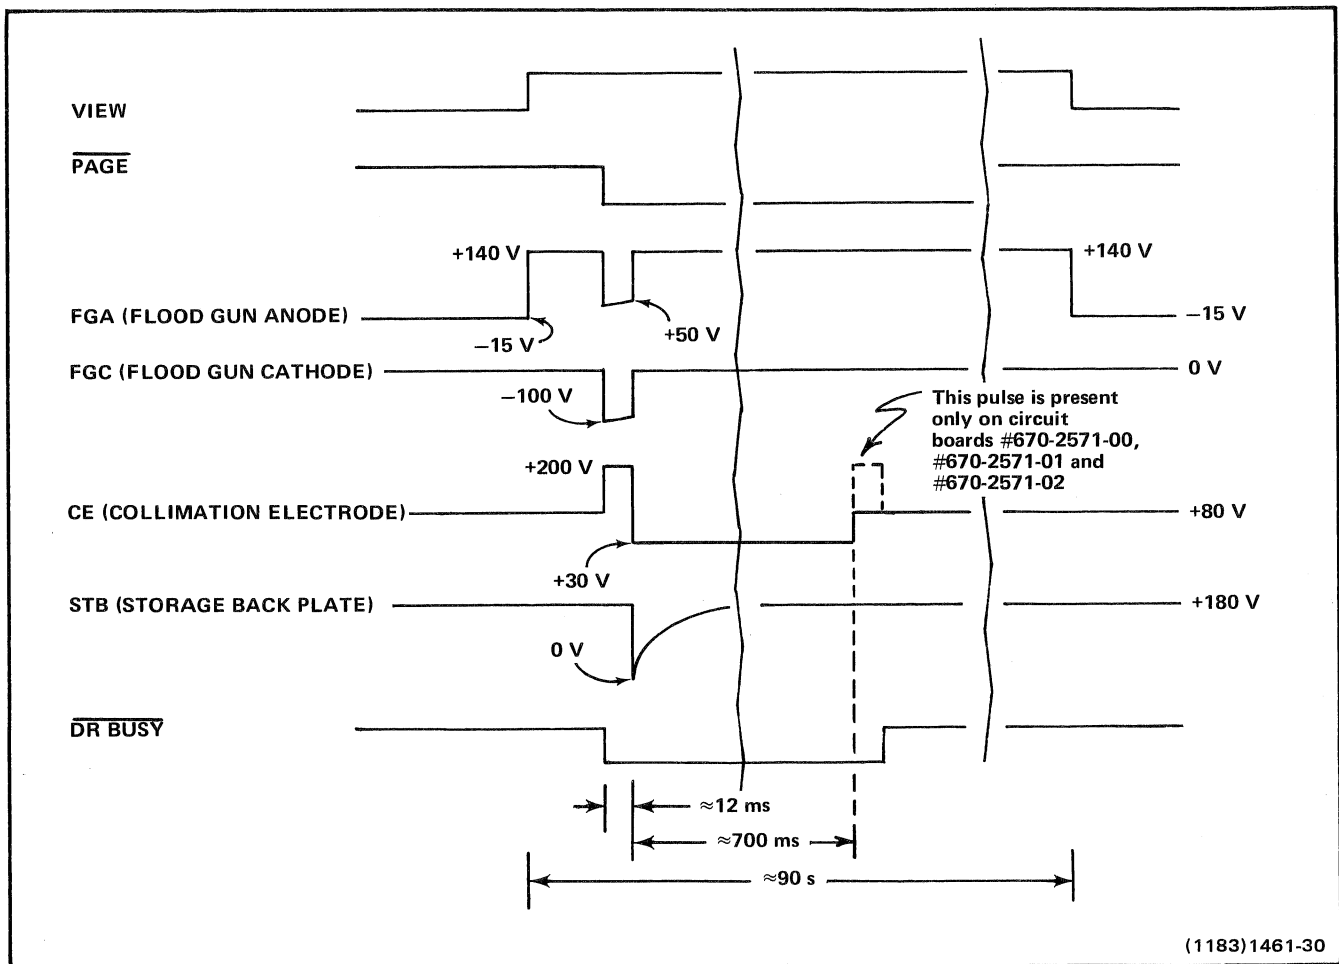 VIEW
PAGE
+140 V
+140 V
FGA (FLOOD GUN ANODE)
−15 V
+50 V
−15 V
FGC (FLOOD GUN CATHODE)
0 V
−100 V
This pulse is present
only on circuit
boards #670-2571-00,
#670-2571-01 and
#670-2571-02
+200 V
CE (COLLIMATION ELECTRODE)
+80 V
+30 V
STB (STORAGE BACK PLATE)
+180 V
0 V
DR BUSY
≈12 ms
≈700 ms
≈90 s
(1183)1461-30